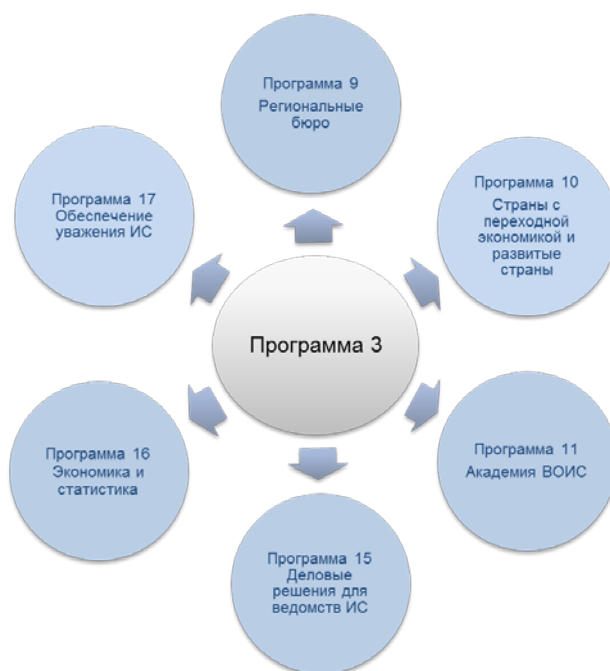 Программа 9
Региональные
бюро
Программа 17
Обеспечение
уважения ИС
Программа 10
Страны с
переходной
экономикой и
развитые
страны
Программа 3
Программа 16
Экономика и
статистика
Программа 11
Академия ВОИС
Программа 15
Деловые
решения для
ведомств ИС